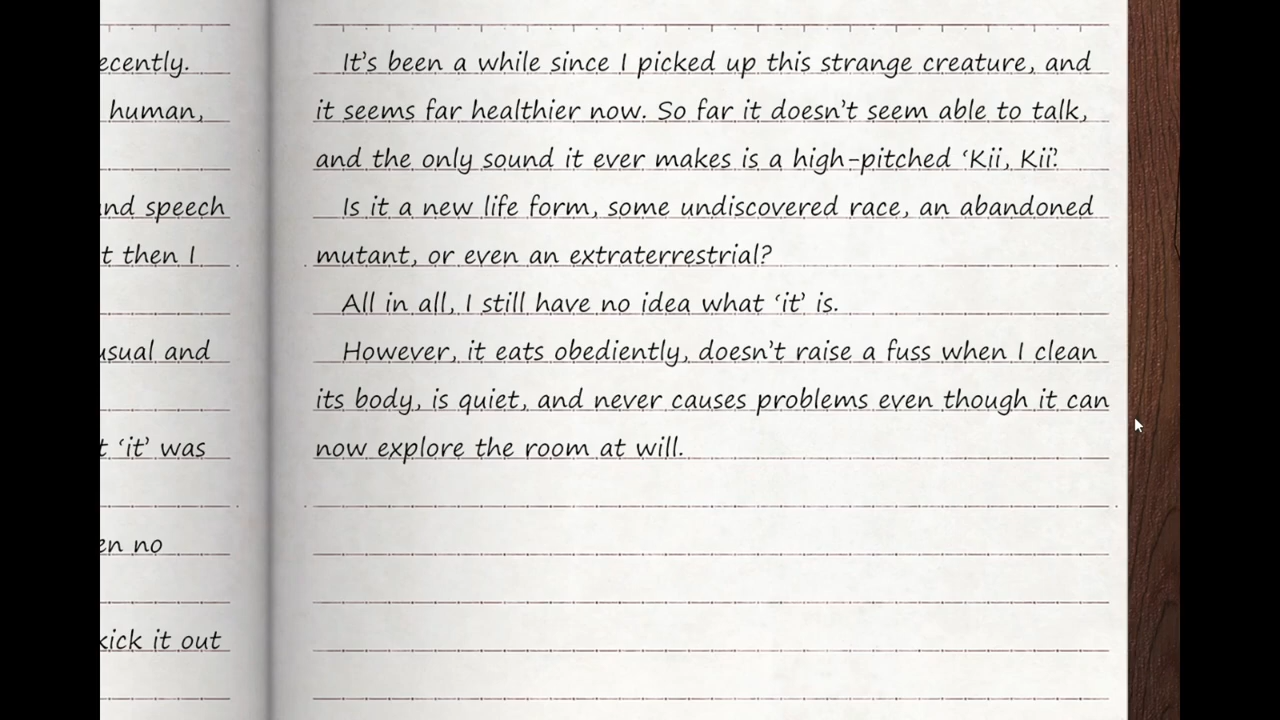 ecently.
human,
nd speech
t then I
usual and
t ‘it’ was
en no
kick it out
It’s been a while since I picked up this strange creature, and
it seems far healthier now. So far it doesn’t seem able to talk,
and the only sound it ever makes is a high-pitched ‘Kii, Kii’.
Is it a new life form, some undiscovered race, an abandoned
mutant, or even an extraterrestrial?
All in all, I still have no idea what ‘it’ is.
However, it eats obediently, doesn’t raise a fuss when I clean
its body, is quiet, and never causes problems even though it can
now explore the room at will.